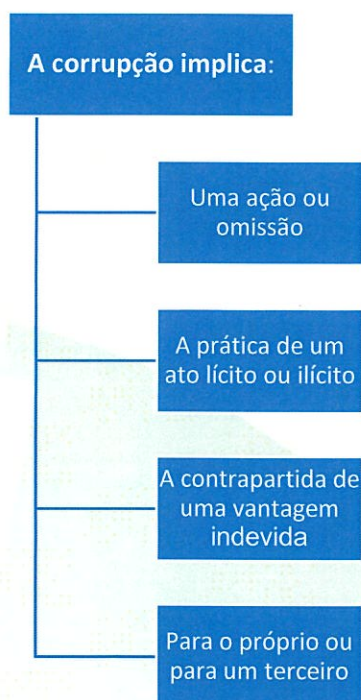 A corrupção implica:
Uma ação ou
omissão
A prática de um
ato lícito ou ilícito
A contrapartida de
uma vantagem
indevida
Para o próprio ou
para um terceiro